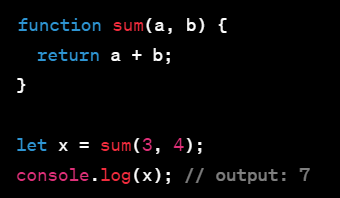 function sum(a, b) {
  return a + b;
}

let x = sum(3, 4);
console.log(x); // output: 7